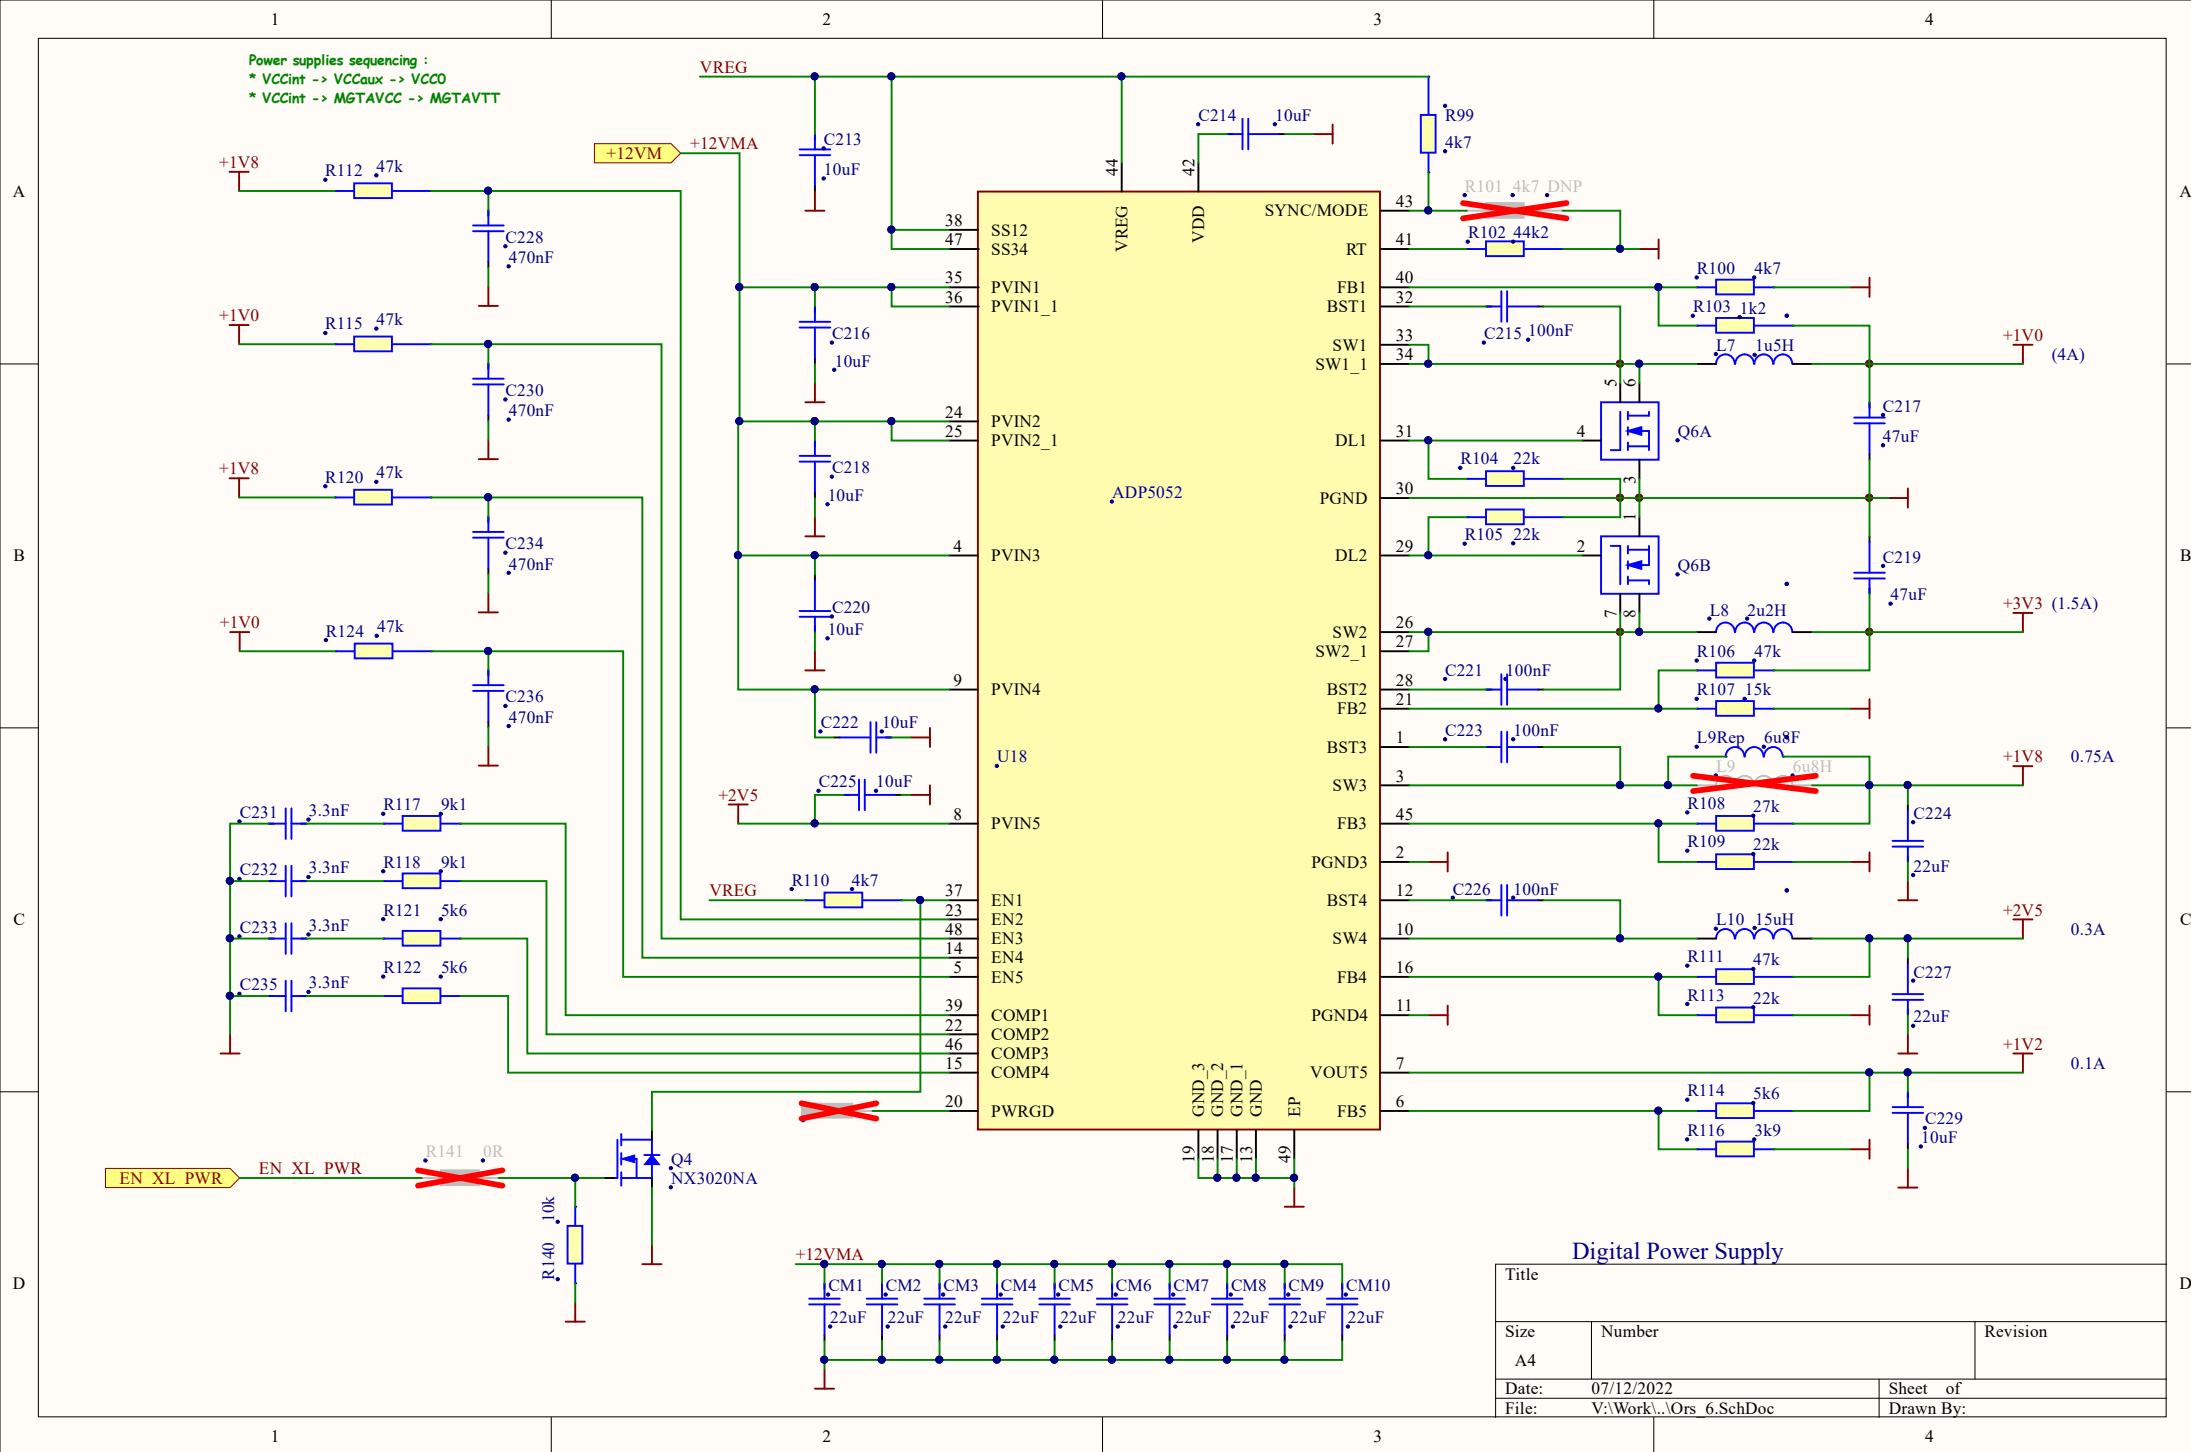 1 2 3 4
Power supplies sequencing :
* VCCint -> VCCaux -> VCCO
* VCCint -> MGTAVCC -> MGTAVTT
A
B
C
D
+1V8
R112 47k
C228
470nF
+1V0
R115 47k
C230
470nF
+1V8
R120 47k
C234
470nF
+1V0
R124 47k
C236
470nF
C231 3.3nF R117 9k1
C232 3.3nF R118 9k1
C233 3.3nF R121 5k6
C235 3.3nF R122 5k6
EN_XL_PWR
EN_XL_PWR
R141 0R
R140 10k
Q4
NX3020NA
VREG
+12VM
+12VMA
C213
10uF
C216
10uF
C218
10uF
C220
10uF
C222 10uF
C225 10uF
+2V5
VREG
R110 4k7
C214 10uF
44
42
VREG
VDD
38 SS12
47 SS34
35 PVIN1
36 PVIN1_1
24 PVIN2
25 PVIN2_1
4 PVIN3
9 PVIN4
8 PVIN5
37 EN1
23 EN2
48 EN3
14 EN4
5 EN5
39 COMP1
22 COMP2
46 COMP3
15 COMP4
20 PWRGD
ADP5052
U18
GND_3
GND_2
GND_1
GND
EP
19
18
17
13
49
SYNC/MODE 43
RT 41
FB1 40
BST1 32
SW1 33
SW1_1 34
DL1 31
PGND 30
DL2 29
SW2 26
SW2_1 27
BST2 28
FB2 21
BST3 1
SW3 3
FB3 45
PGND3 2
BST4 12
SW4 10
FB4 16
PGND4 11
VOUT5 7
FB5 6
R99
4k7
R101 4k7 DNP
R102 44k2
R100 4k7
R103 1k2
C215 100nF
L7 1u5H
+1V0
(4A)
5 6
4
Q6A
3
C217
47uF
R104 22k
R105 22k
1
2
Q6B
7 8
C219
47uF
L8 2u2H
+3V3 (1.5A)
R106 47k
C221 100nF
R107 15k
C223 100nF
L9Rep 6u8F
L9 6u8H
+1V8 0.75A
R108 27k
R109 22k
C224
22uF
C226 100nF
L10 15uH
+2V5
0.3A
R111 47k
R113 22k
C227
22uF
+1V2
0.1A
R114 5k6
R116 3k9
C229
10uF
+12VMA
CM1 CM2 CM3 CM4 CM5 CM6 CM7 CM8 CM9 CM10
22uF 22uF 22uF 22uF 22uF 22uF 22uF 22uF 22uF 22uF
Digital Power Supply
Title
Size Number Revision
A4
Date: 07/12/2022 Sheet of
File: V:\Work\..\Ors_6.SchDoc Drawn By:
A
B
C
D
1 2 3 4